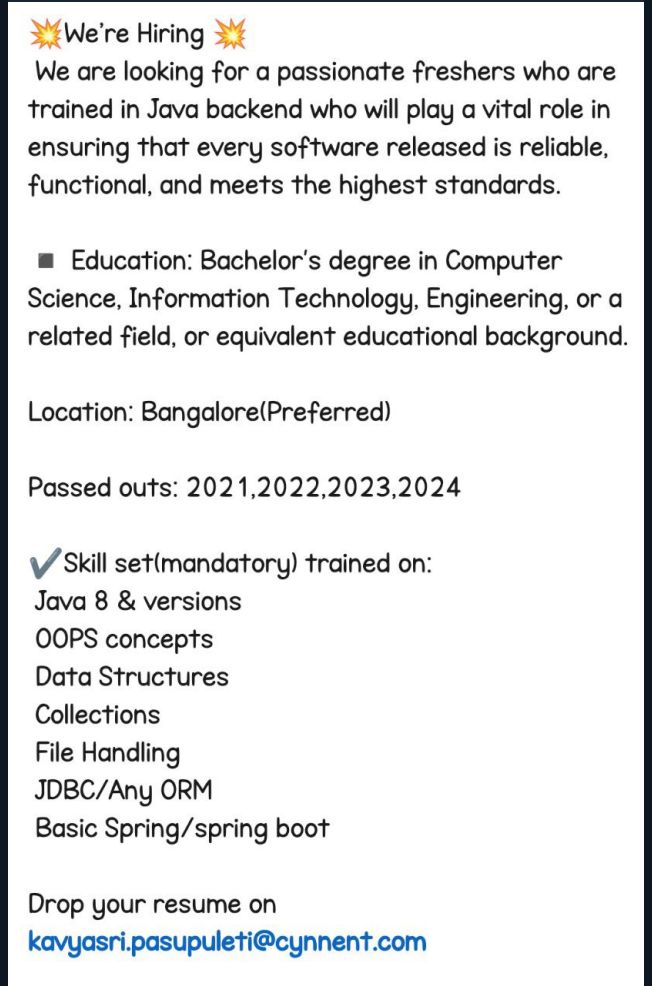 💥We're Hiring 💥
We are looking for a passionate freshers who are
trained in Java backend who will play a vital role in
ensuring that every software released is reliable,
functional, and meets the highest standards.
◾ Education: Bachelor's degree in Computer
Science, Information Technology, Engineering, or a
related field, or equivalent educational background.
Location: Bangalore(Preferred)
Passed outs: 2021,2022,2023,2024
✔️Skill set(mandatory) trained on:
Java 8 & versions
OOPS concepts
Data Structures
Collections
File Handling
JDBC/Any ORM
Basic Spring/spring boot
Drop your resume on
kavyasri.pasupuleti@cynnent.com